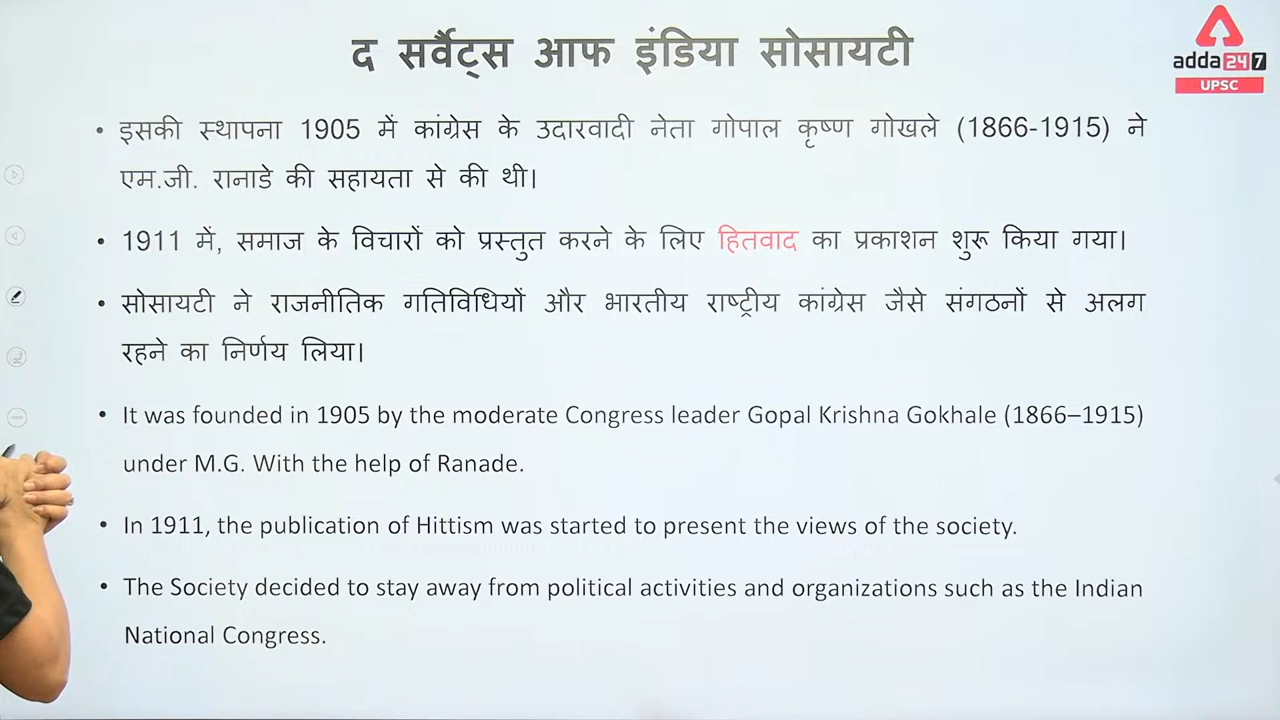 द सर्वैंट्स आफ इंडिया सोसायटी
adda247
UPSC
• इसकी स्थापना 1905 में कांग्रेस के उदारवादी नेता गोपाल कृष्ण गोखले (1866-1915) ने
एम.जी. रानाडे की सहायता से की थी।
• 1911 में, समाज के विचारों को प्रस्तुत करने के लिए हितवाद का प्रकाशन शुरू किया गया।
• सोसायटी ने राजनीतिक गतिविधियों और भारतीय राष्ट्रीय कांग्रेस जैसे संगठनों से अलग
रहने का निर्णय लिया।
• It was founded in 1905 by the moderate Congress leader Gopal Krishna Gokhale (1866–1915)
under M.G. With the help of Ranade.
• In 1911, the publication of Hittism was started to present the views of the society.
• The Society decided to stay away from political activities and organizations such as the Indian
National Congress.